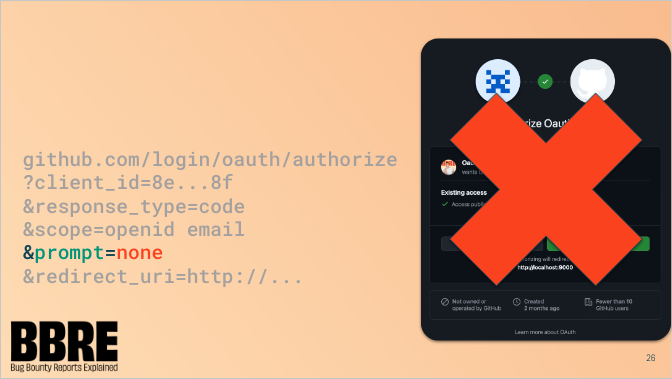 github.com/login/oauth/authorize
?client_id=8e...8f
&response_type=code
&scope=openid email
&prompt=none
&redirect_uri=http://...
Existing access
http://localhost:9000
Not owned or
operated by GitHub
Created
2 months ago
Fewer than 10
GitHub users
Learn more about OAuth
BBRE
Bug Bounty Reports Explained
26